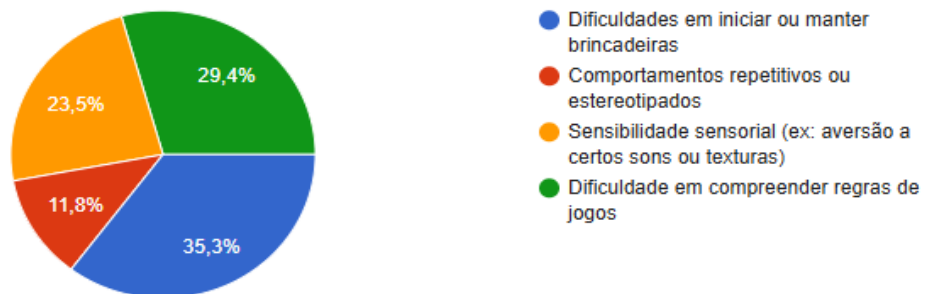 29,4%
23,5%
11,8%
35,3%
Dificuldades em iniciar ou manter
brincadeiras
Comportamentos repetitivos ou
estereotipados
Sensibilidade sensorial (ex: aversão a
certos sons ou texturas)
Dificuldade em compreender regras de
jogos